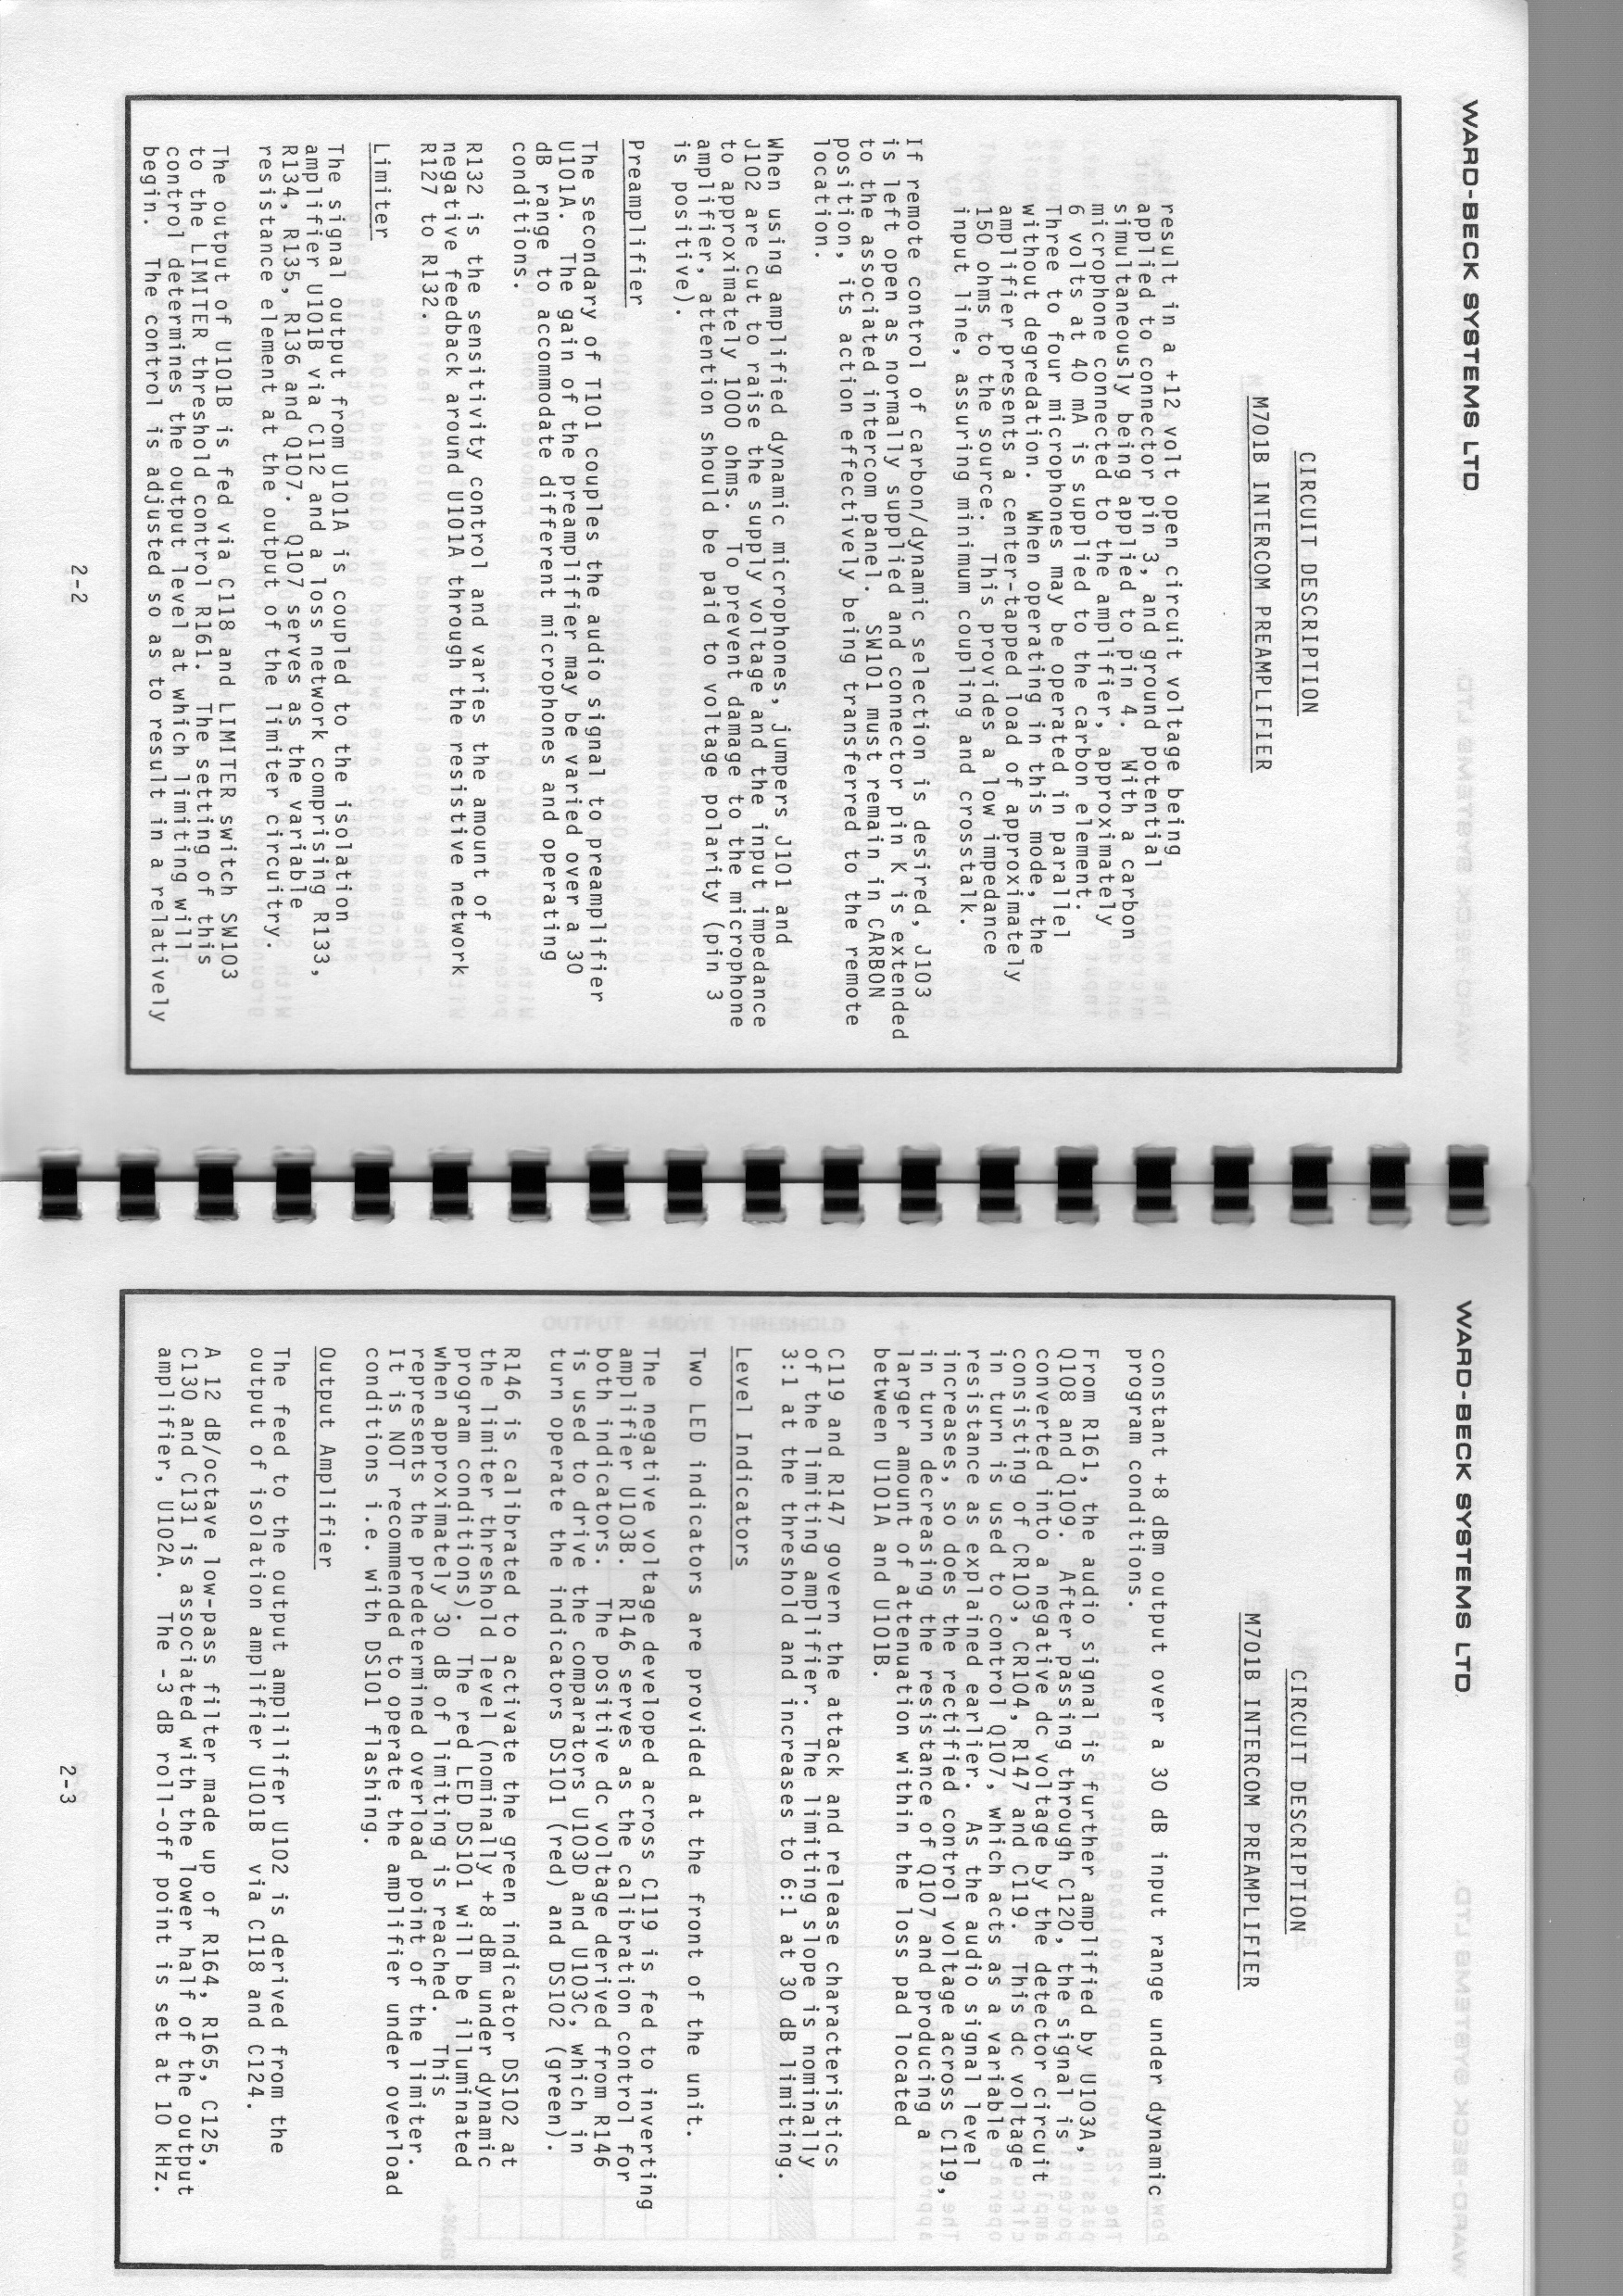 WARD-BECK SYSTEMS LTD
CIRCUIT DESCRIPTION
M701B INTERCOM PREAMPLIFIER
result in a +12 volt open circuit voltage being
applied to connector pin 3, and ground potential
simultaneously being applied to pin 4.  With a carbon
microphone connected to the amplifier, approximately
6 volts at 40 mA is supplied to the carbon element.
Three to four microphones may be operated in parallel
without degredation.  When operating in this mode, the
amplifier presents a center-tapped load of approximately
150 ohms to the source.  This provides a low impedance
input line, assuring minimum coupling and crosstalk.
If remote control of carbon/dynamic selection is desired, J103
is left open as normally supplied and connector pin K is extended
to the associated intercom panel.  SW101 must remain in CARBON
position, its action effectively being transferred to the remote
location.
When using amplified dynamic microphones, jumpers J101 and
J102 are cut to raise the supply voltage and the input impedance
to approximately 1000 ohms.  To prevent damage to the microphone
amplifier, attention should be paid to voltage polarity (pin 3
is positive).
Preamplifier
The secondary of T101 couples the audio signal to preamplifier
U101A.  The gain of the preamplifier may be varied over a 30
dB range to accommodate different microphones and operating
conditions.
R132 is the sensitivity control and varies the amount of
negative feedback around U101A through the resistive network
R127 to R132.
Limiter
The signal output from U101A is coupled to the isolation
amplifier U101B via C112 and a loss network comprising R133,
R134, R135, R136 and Q107.  Q107 serves as the variable
resistance element at the output of the limiter circuitry.
The output of U101B is fed via C118 and LIMITER switch SW103
to the LIMITER threshold control R161.  The setting of this
control determines the output level at which limiting will
begin.  The control is adjusted so as to result in a relatively
2-2
WARD-BECK SYSTEMS LTD
CIRCUIT DESCRIPTION
M701B INTERCOM PREAMPLIFIER
constant +8 dBm output over a 30 dB input range under dynamic
program conditions.
From R161, the audio signal is further amplified by U103A,
Q108 and Q109.  After passing through C120, the signal is
converted into a negative dc voltage by the detector circuit
consisting of CR103, CR104, R147 and C119.  This dc voltage
in turn is used to control Q107, which acts as a variable
resistance as explained earlier.  As the audio signal level
increases, so does the rectified control voltage across C119,
in turn decreasing the resistance of Q107 and producing a
larger amount of attenuation within the loss pad located
between U101A and U101B.
C119 and R147 govern the attack and release characteristics
of the limiting amplifier.  The limiting slope is nominally
3:1 at the threshold and increases to 6:1 at 30 dB limiting.
Level Indicators
Two LED indicators are provided at the front of the unit.
The negative voltage developed across C119 is fed to inverting
amplifier U103B.  R146 serves as the calibration control for
both indicators.  The positive dc voltage derived from R146
is used to drive the comparators U103D and U103C, which in
turn operate the indicators DS101 (red) and DS102 (green).
R146 is calibrated to activate the green indicator DS102 at
the limiter threshold level (nominally +8 dBm under dynamic
program conditions).  The red LED DS101 will be illuminated
when approximately 30 dB of limiting is reached.  This
represents the predetermined overload point of the limiter.
It is NOT recommended to operate the amplifier under overload
conditions i.e. with DS101 flashing.
Output Amplifier
The feed to the output amplilifer U102 is derived from the
output of isolation amplifier U101B  via C118 and C124.
A 12 dB/octave low-pass filter made up of R164, R165, C125,
C130 and C131 is associated with the lower half of the output
amplifier, U102A.  The -3 dB roll-off point is set at 10 kHz.
2-3